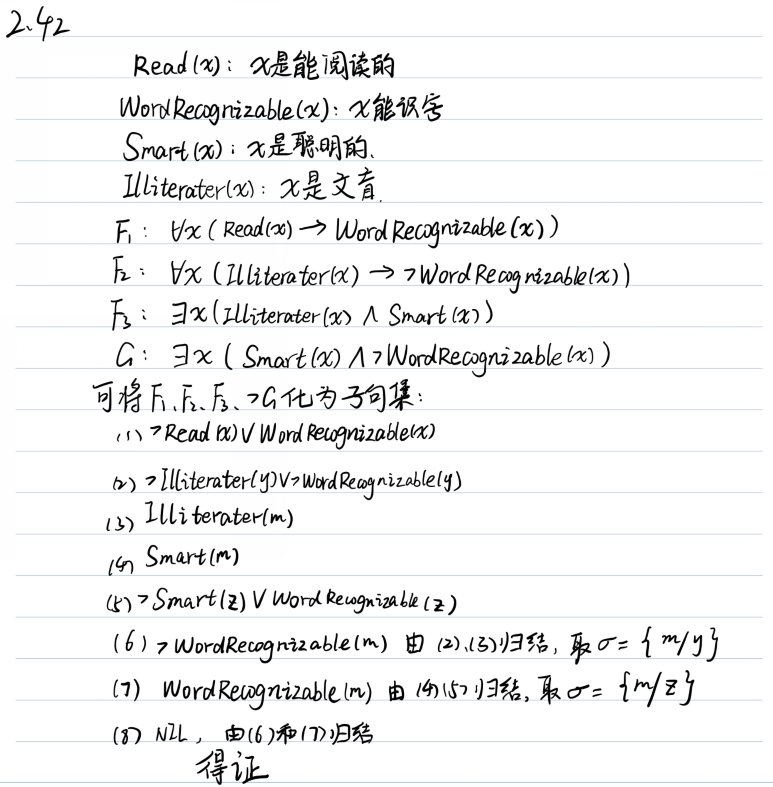 2.42
Read(x): x是能阅读的
WordRecognizable(x): x能识字
Smart(x): x是聪明的.
Illiterater(x): x是文盲.
F₁: ∀x(Read(x)→WordRecognizable(x))
F₂: ∀x(Illiterater(x)→¬WordRecognizable(x))
F₃: ∃x(Illiterater(x)∧Smart(x))
G: ∃x(Smart(x)∧¬WordRecognizable(x))
可将F₁、F₂、F₃、¬G化为子句集:
(1) ¬Read(x)∨WordRecognizable(x)
(2) ¬Illiterater(y)∨¬WordRecognizable(y)
(3) Illiterater(m)
(4) Smart(m)
(5) ¬Smart(z)∨WordRecognizable(z)
(6) ¬WordRecognizable(m) 由(2)、(3)归结, 取σ={m/y}
(7) WordRecognizable(m) 由(4)(5)归结, 取σ={m/z}
(8) NIL, 由(6)和(7)归结
得证